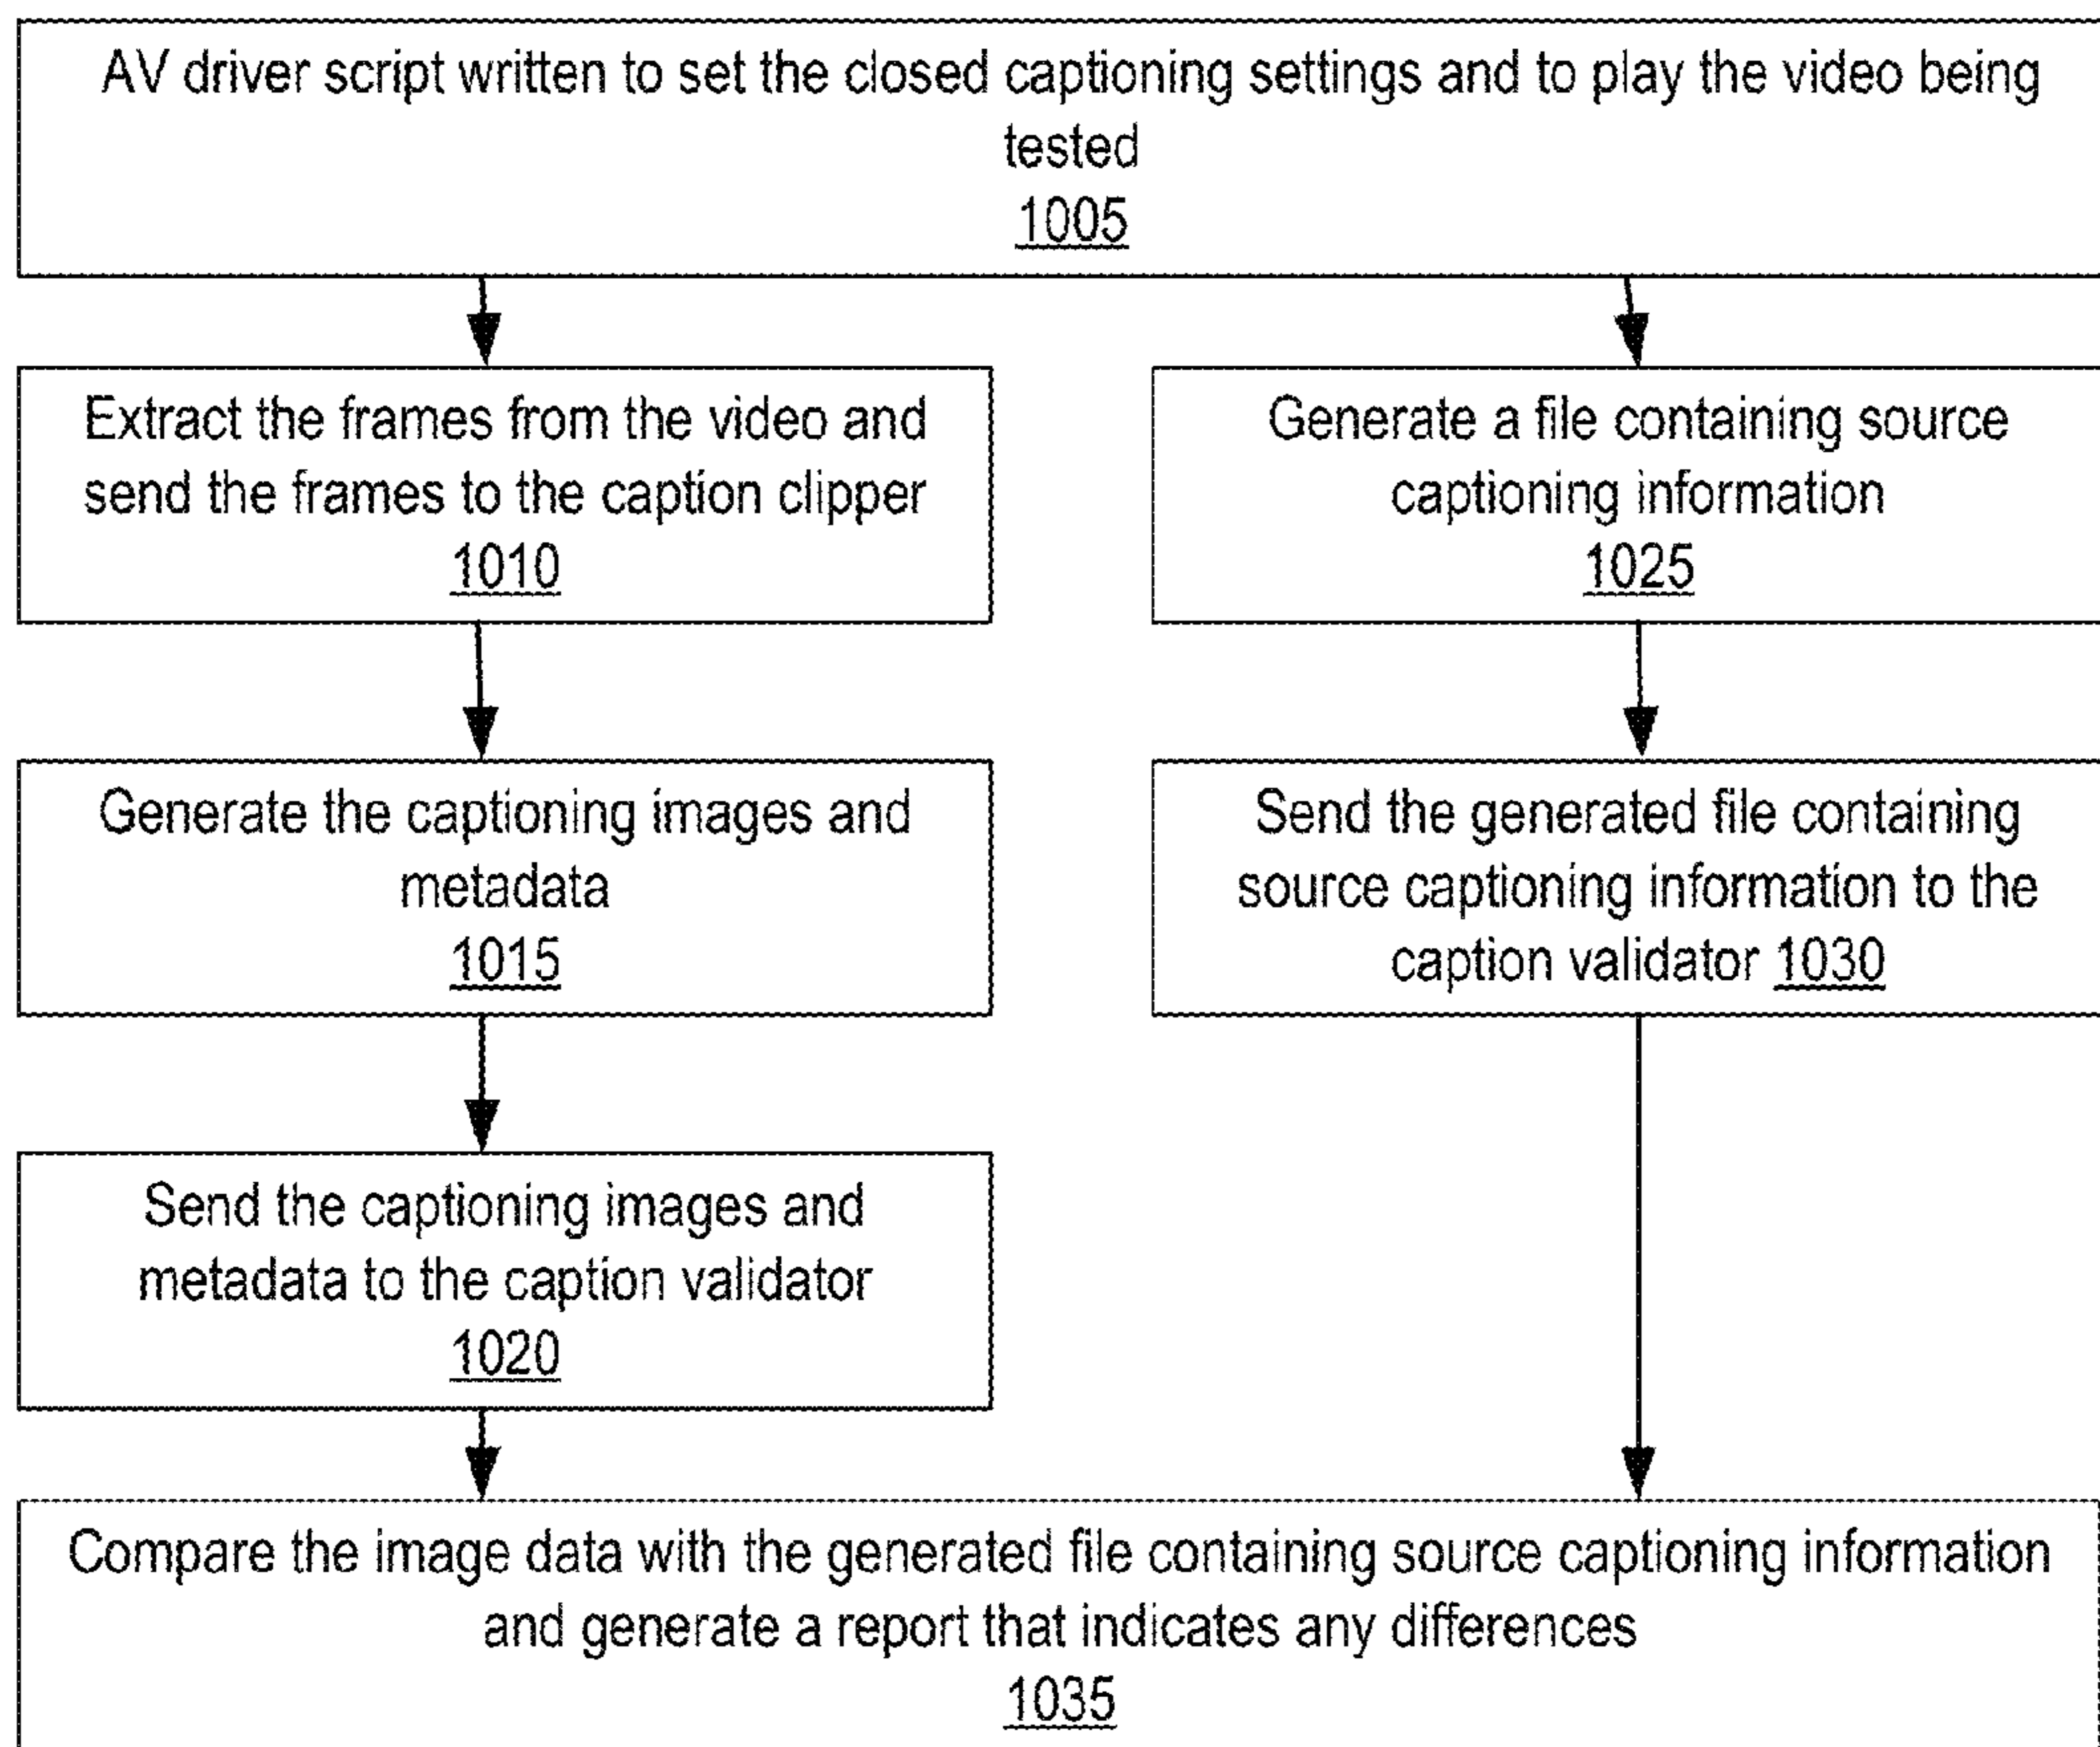 AV driver script written to set the closed captioning settings and to play the video being
tested
1005
Extract the frames from the video and
send the frames to the caption clipper
1010
Generate the captioning images and
metadata
1015
Send the captioning images and
metadata to the caption validator
1020
Generate a file containing source
captioning information
1025
Send the generated file containing
source captioning information to the
caption validator 1030
Compare the image data with the generated file containing source captioning information
and generate a report that indicates any differences
1035